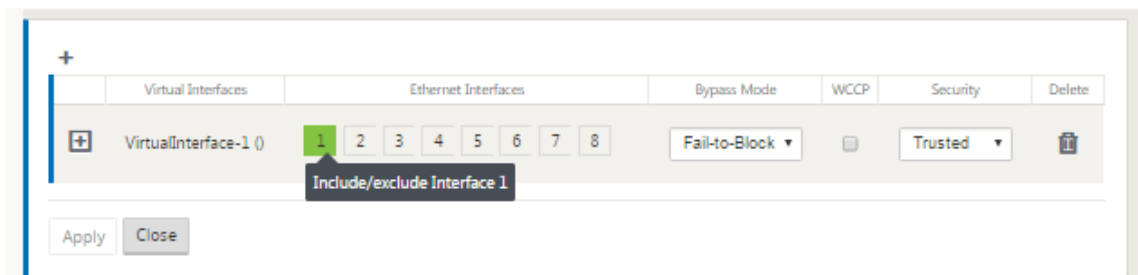 +
Virtual Interfaces Ethernet Interfaces Bypass Mode WCCP Security Delete
+ VirtualInterface-1 () 1 2 3 4 5 6 7 8 Fail-to-Block ▼ Trusted ▼
Include/exclude Interface 1
Apply Close